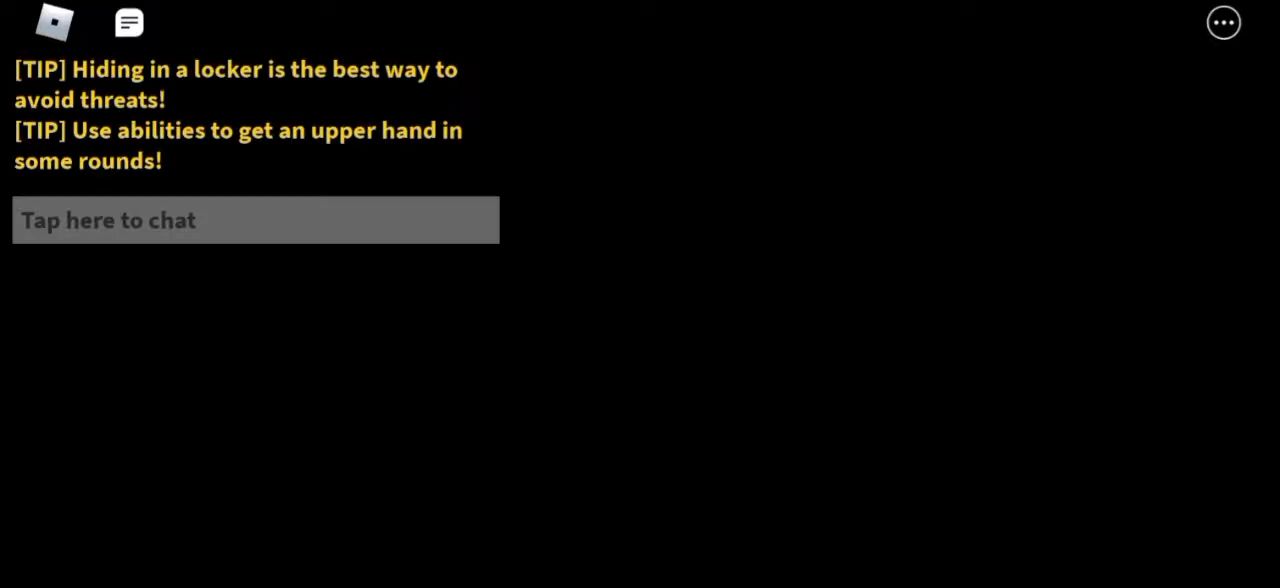 [TIP] Hiding in a locker is the best way to
avoid threats!
[TIP] Use abilities to get an upper hand in
some rounds!
Tap here to chat